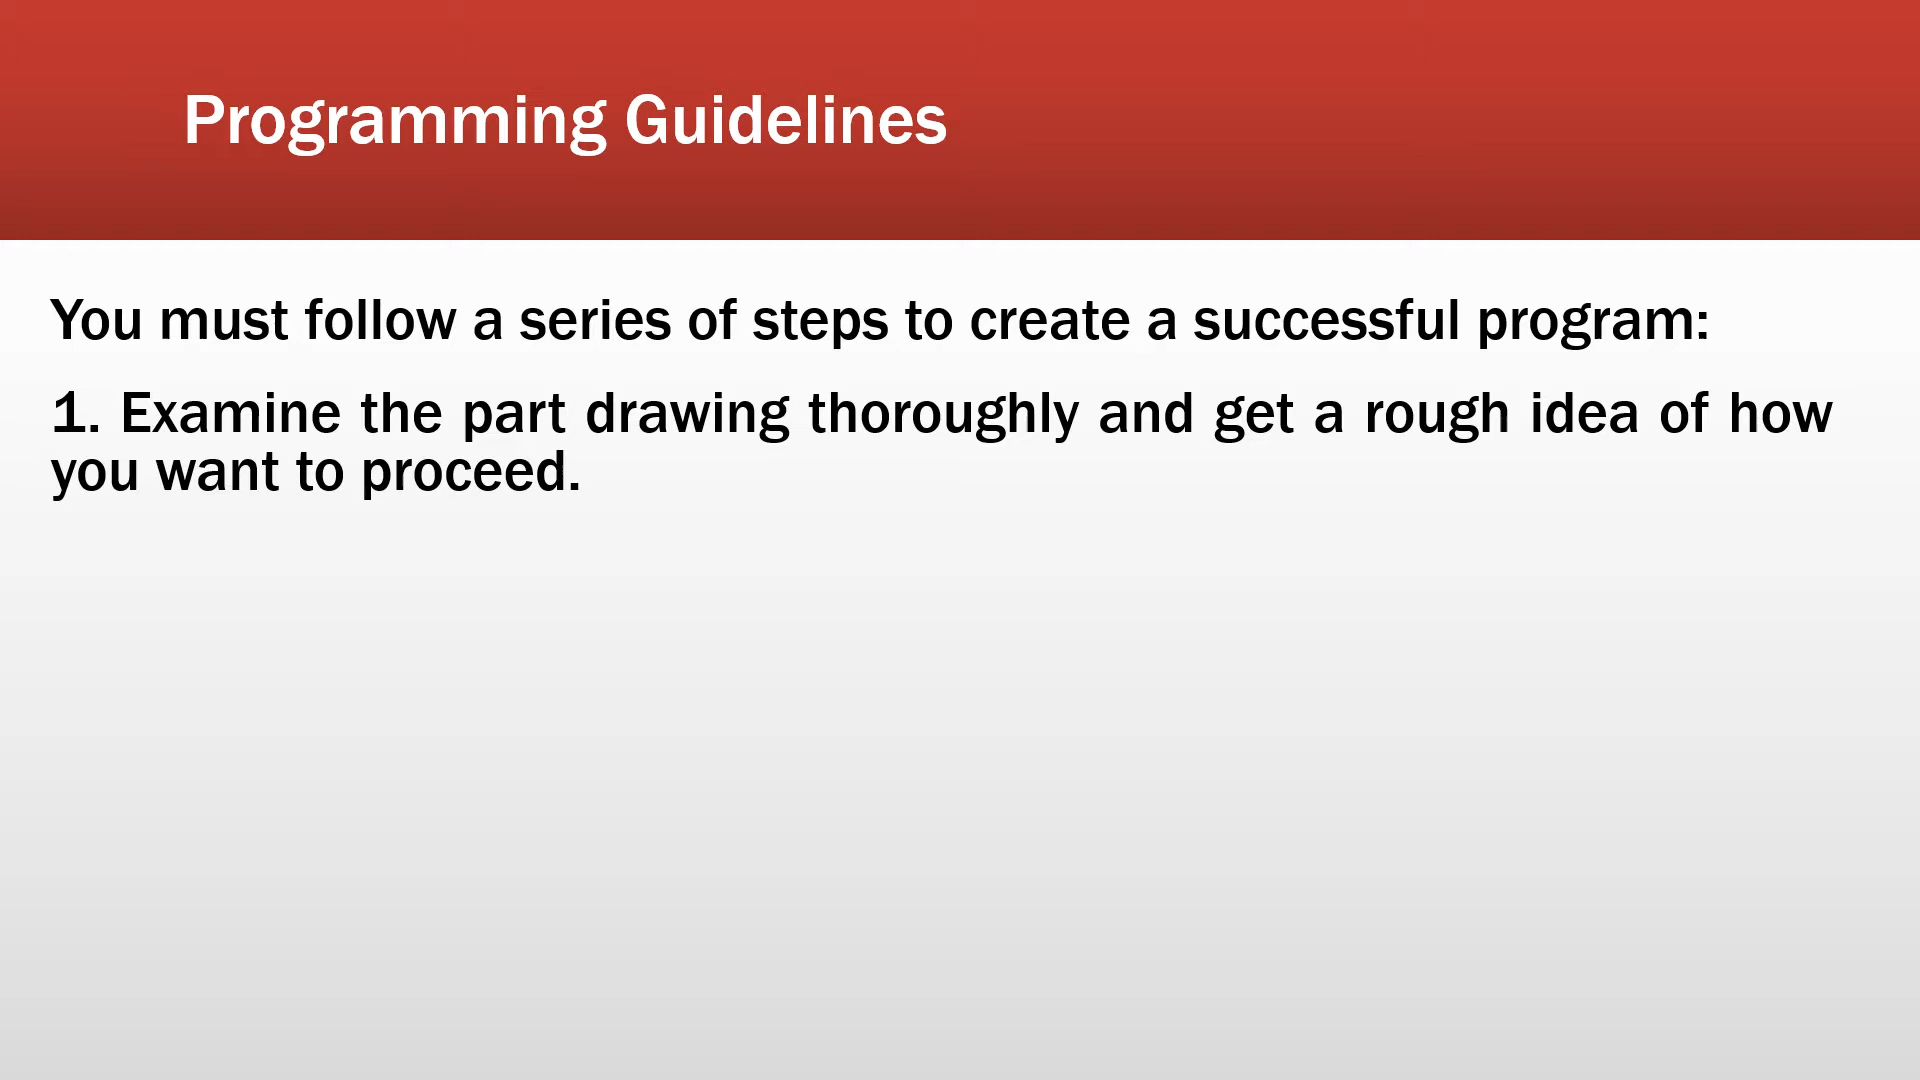 Programming Guidelines
You must follow a series of steps to create a successful program:
1. Examine the part drawing thoroughly and get a rough idea of how
you want to proceed.